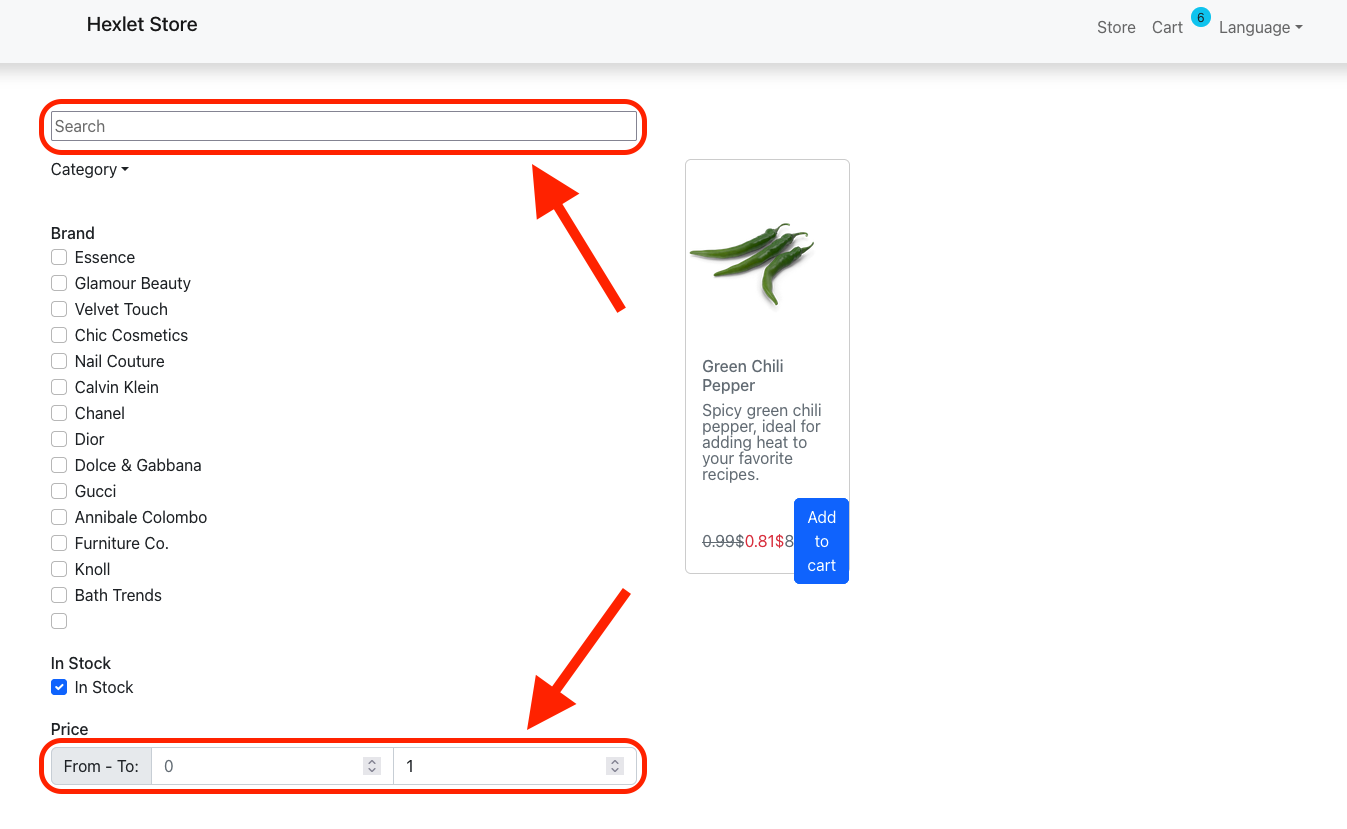 Hexlet Store
Store Cart 6 Language
Search
Category
Brand
Essence
Glamour Beauty
Velvet Touch
Chic Cosmetics
Nail Couture
Calvin Klein
Chanel
Dior
Dolce & Gabbana
Gucci
Annibale Colombo
Furniture Co.
Knoll
Bath Trends
In Stock
In Stock
Price
From - To: 0 1
Green Chili
Pepper
Spicy green chili
pepper, ideal for
adding heat to
your favorite
recipes.
0.99$0.81$8
Add
to
cart